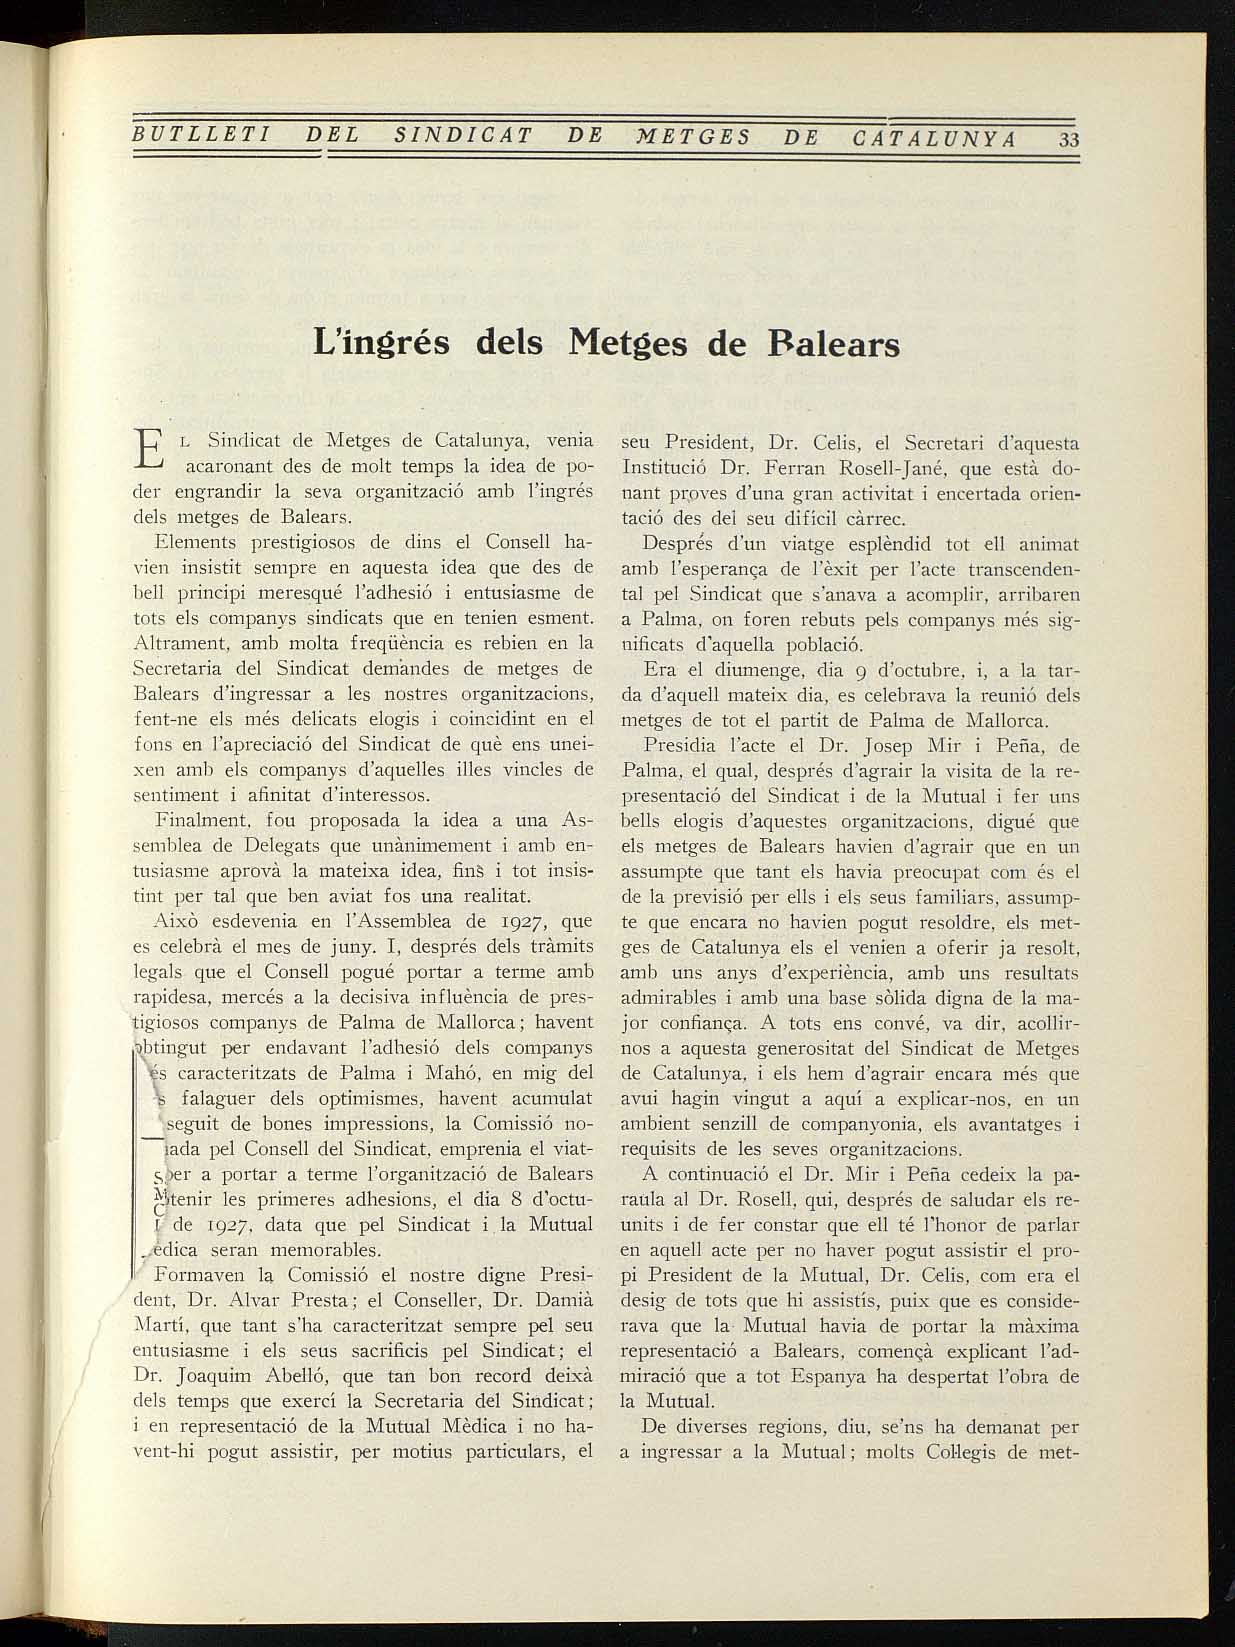 BUTLLETI DEL SINDICAT DE METGES DE CATALUNYA 33
L'ingrés dels Metges de Balears
EL Sindicat de Metges de Catalunya, venia
acaronant des de molt temps la idea de po-
der engrandir la seva organització amb l'ingrés
dels metges de Balears.
Elements prestigiosos de dins el Consell ha-
vien insistit sempre en aquesta idea que des de
bell principi meresqué l'adhesió i entusiasme de
tots els companys sindicats que en tenien esment.
Altrament, amb molta freqüència es rebien en la
Secretaria del Sindicat demandes de metges de
Balears d'ingressar a les nostres organitzacions,
fent-ne els més delicats elogis i coincidint en el
fons en l'apreciació del Sindicat de què ens unei-
xen amb els companys d'aquelles illes vincles de
sentiment i afinitat d'interessos.
Finalment, fou proposada la idea a una As-
semblea de Delegats que unànimement i amb en-
tusiasme aprovà la mateixa idea, fins i tot insis-
tint per tal que ben aviat fos una realitat.
Això esdevenia en l'Assemblea de 1927, que
es celebrà el mes de juny. I, després dels tràmits
legals que el Consell pogué portar a terme amb
rapidesa, mercés a la decisiva influència de pres-
tigiosos companys de Palma de Mallorca; havent
obtingut per endavant l'adhesió dels companys
és caracteritzats de Palma i Mahó, en mig del
s falaguer dels optimismes, havent acumulat
seguit de bones impressions, la Comissió no-
ada pel Consell del Sindicat, emprenia el viat-
per a portar a terme l'organització de Balears
tenir les primeres adhesions, el dia 8 d'octu-
de 1927, data que pel Sindicat i la Mutual
edica seran memorables.
Formaven la Comissió el nostre digne Presi-
dent, Dr. Alvar Presta; el Conseller, Dr. Damià
Martí, que tant s'ha caracteritzat sempre pel seu
entusiasme i els seus sacrificis pel Sindicat; el
Dr. Joaquim Abelló, que tan bon record deixà
dels temps que exercí la Secretaria del Sindicat;
i en representació de la Mutual Mèdica i no ha-
vent-hi pogut assistir, per motius particulars, el
seu President, Dr. Celis, el Secretari d'aquesta
Institució Dr. Ferran Rosell-Jané, que està do-
nant proves d'una gran activitat i encertada orien-
tació des del seu difícil càrrec.
Després d'un viatge esplèndid tot ell animat
amb l'esperança de l'èxit per l'acte transcenden-
tal pel Sindicat que s'anava a acomplir, arribaren
a Palma, on foren rebuts pels companys més sig-
nificats d'aquella població.
Era el diumenge, dia 9 d'octubre, i, a la tar-
da d'aquell mateix dia, es celebrava la reunió dels
metges de tot el partit de Palma de Mallorca.
Presidia l'acte el Dr. Josep Mir i Peña, de
Palma, el qual, després d'agrair la visita de la re-
presentació del Sindicat i de la Mutual i fer uns
bells elogis d'aquestes organitzacions, digué que
els metges de Balears havien d'agrair que en un
assumpte que tant els havia preocupat com és el
de la previsió per ells i els seus familiars, assump-
te que encara no havien pogut resoldre, els met-
ges de Catalunya els el venien a oferir ja resolt,
amb uns anys d'experiència, amb uns resultats
admirables i amb una base sòlida digna de la ma-
jor confiança. A tots ens convé, va dir, acollir-
nos a aquesta generositat del Sindicat de Metges
de Catalunya, i els hem d'agrair encara més que
avui hagin vingut a aquí a explicar-nos, en un
ambient senzill de companyonia, els avantatges i
requisits de les seves organitzacions.
A continuació el Dr. Mir i Peña cedeix la pa-
raula al Dr. Rosell, qui, després de saludar els re-
units i de fer constar que ell té l'honor de parlar
en aquell acte per no haver pogut assistir el pro-
pi President de la Mutual, Dr. Celis, com era el
desig de tots que hi assistís, puix que es conside-
rava que la Mutual havia de portar la màxima
representació a Balears, començà explicant l'ad-
miració que a tot Espanya ha despertat l'obra de
la Mutual.
De diverses regions, diu, se'ns ha demanat per
a ingressar a la Mutual; molts Col·legis de met-